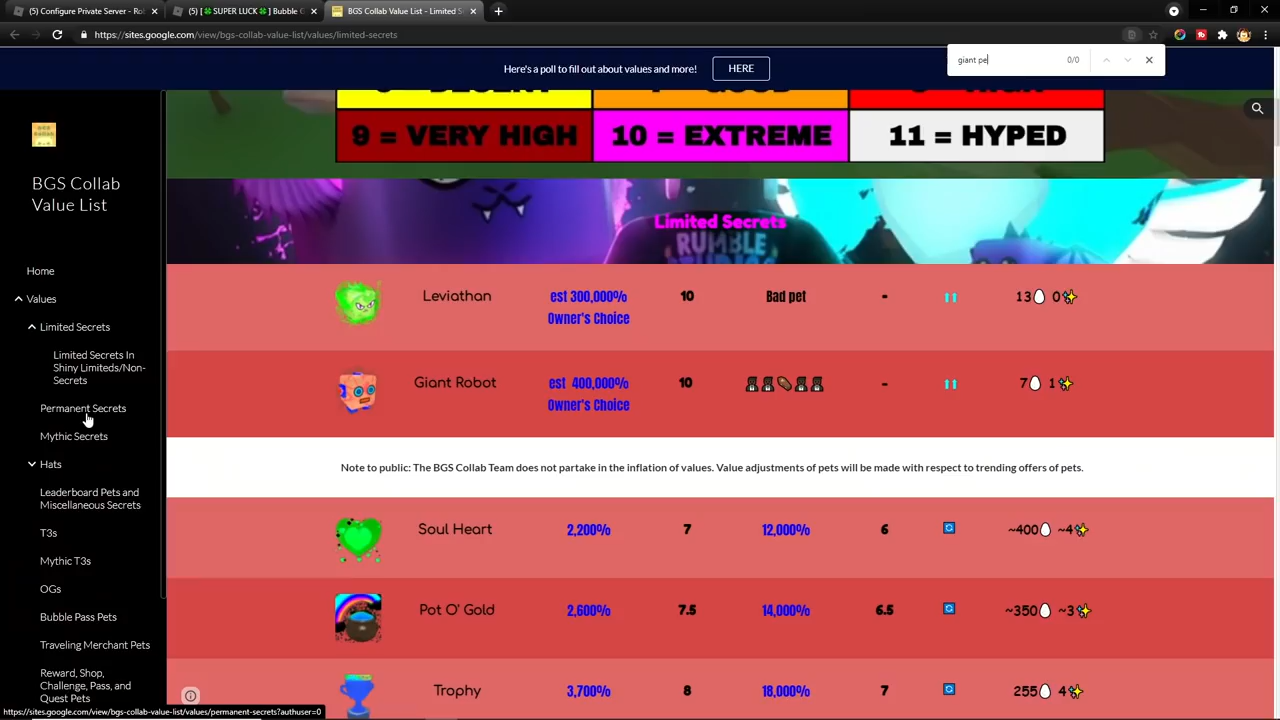 (5) Configure Private Server - Rob
(5) [🍀 SUPER LUCK🍀] Bubble G
BGS Collab Value List - Limited S
https://sites.google.com/view/bgs-collab-value-list/values/limited-secrets
giant pe
0/0
Here's a poll to fill out about values and more!
HERE
BGS Collab
Value List
Home
Values
Limited Secrets
Limited Secrets In
Shiny Limiteds/Non-
Secrets
Permanent Secrets
Mythic Secrets
Hats
Leaderboard Pets and
Miscellaneous Secrets
T3s
Mythic T3s
OGs
Bubble Pass Pets
Traveling Merchant Pets
Reward, Shop,
Challenge, Pass, and
Quest Pets
9 = VERY HIGH
10 = EXTREME
11 = HYPED
Limited Secrets
RUMBLE
STUDIOS
Leviathan
est 300,000%
Owner's Choice
10
Bad pet
-
13 0
Giant Robot
est 400,000%
Owner's Choice
10
-
7 1
Note to public: The BGS Collab Team does not partake in the inflation of values. Value adjustments of pets will be made with respect to trending offers of pets.
Soul Heart
2,200%
7
12,000%
6
~400 ~4
Pot O' Gold
2,600%
7.5
14,000%
6.5
~350 ~3
Trophy
3,700%
8
18,000%
7
255 4
https://sites.google.com/view/bgs-collab-value-list/values/permanent-secrets?authuser=0